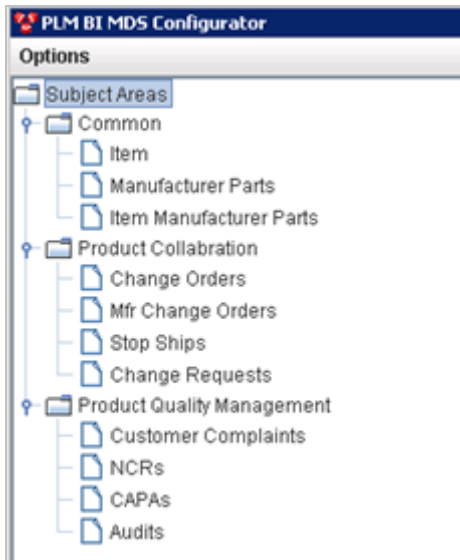 PLM BI MDS Configurator
Options
Subject Areas
Common
Item
Manufacturer Parts
Item Manufacturer Parts
Product Collabration
Change Orders
Mfr Change Orders
Stop Ships
Change Requests
Product Quality Management
Customer Complaints
NCRs
CAPAs
Audits